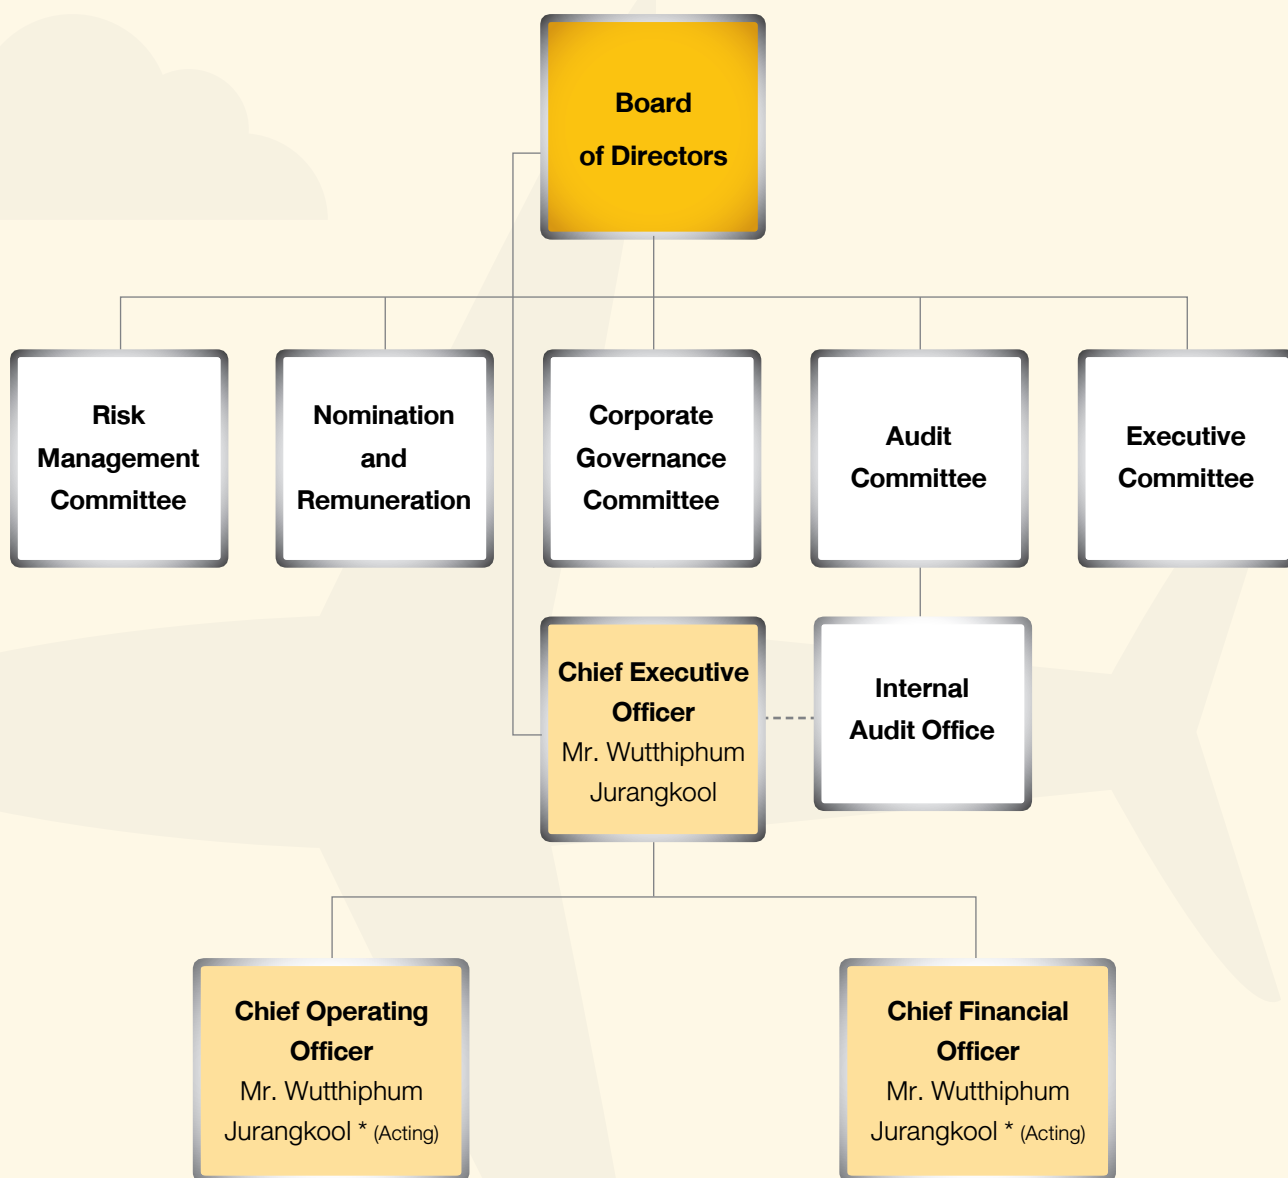 Board
of Directors
Risk
Management
Committee
Nomination
and
Remuneration
Corporate
Governance
Committee
Audit
Committee
Executive
Committee
Chief Executive
Officer
Mr. Wutthiphum
Jurangkool
Internal
Audit Office
Chief Operating
Officer
Mr. Wutthiphum
Jurangkool * (Acting)
Chief Financial
Officer
Mr. Wutthiphum
Jurangkool * (Acting)